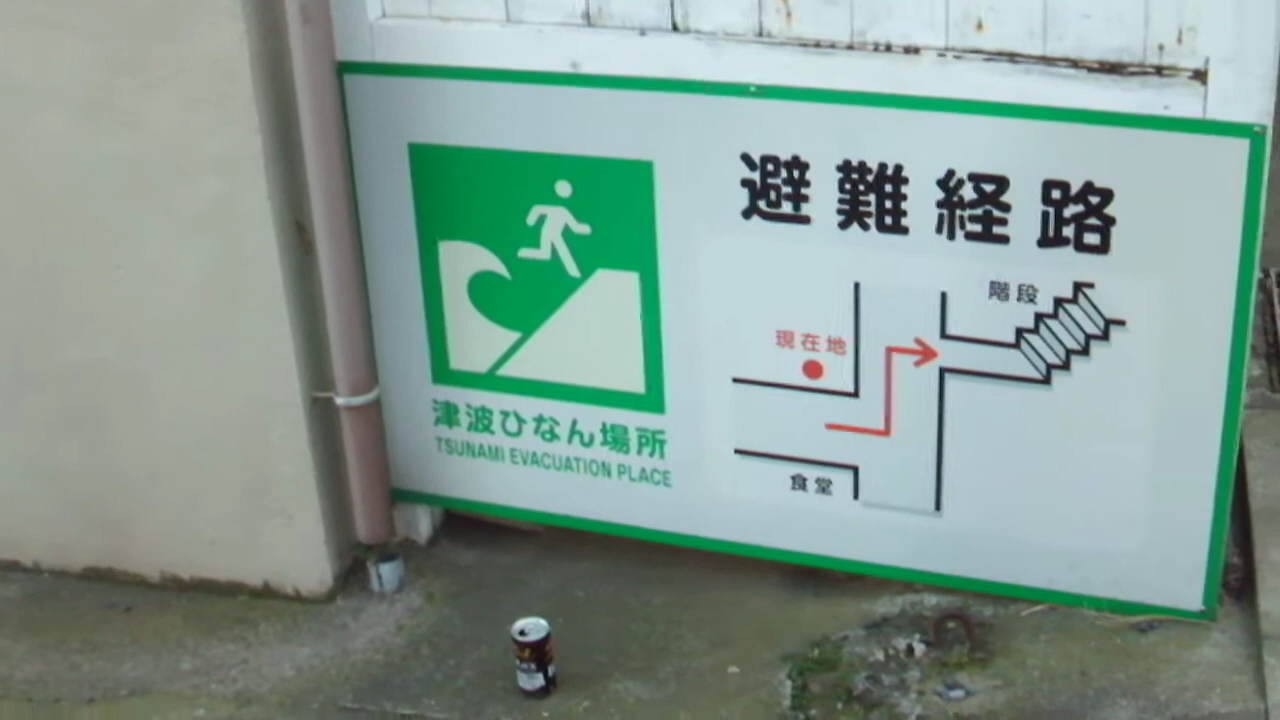 避難経路
階段
現在地
食堂
津波ひなん場所
TSUNAMI EVACUATION PLACE